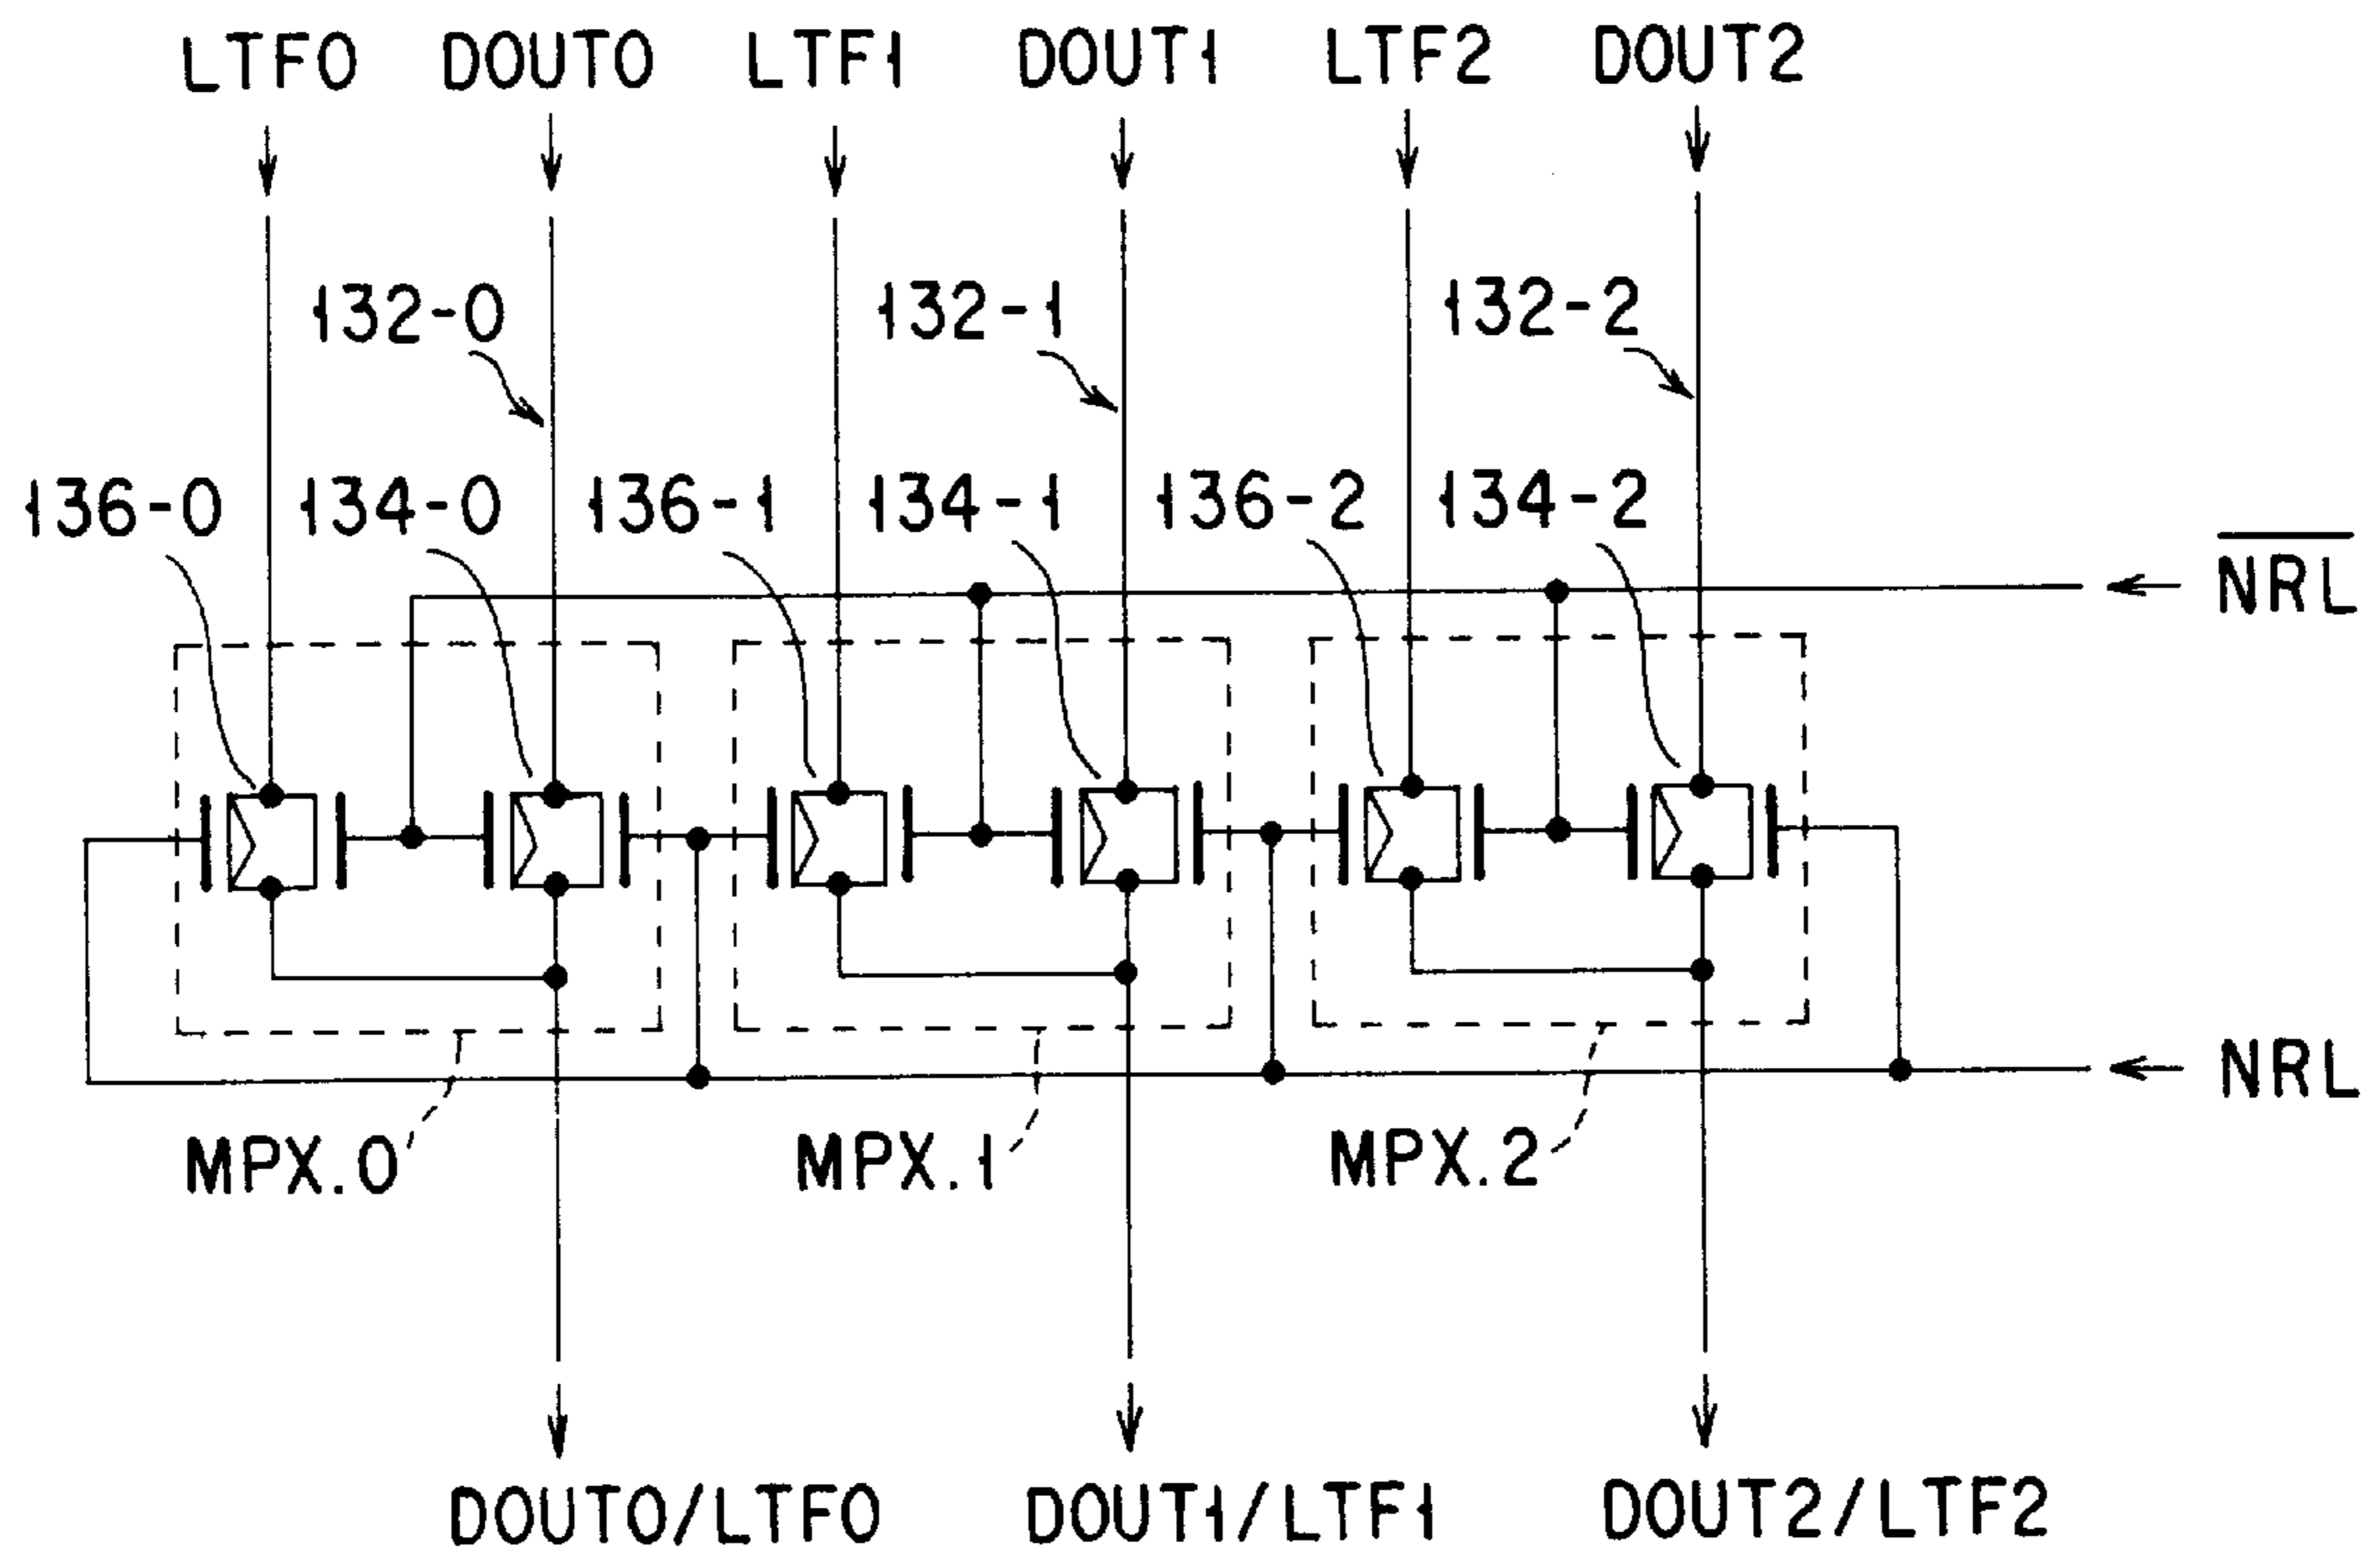 LTF0 DOUT0 LTF1 DOUT1 LTF2 DOUT2
132-0 132-1 132-2
136-0 134-0 136-1 134-1 136-2 134-2
N̅R̅L̅
NRL
MPX.0 MPX.1 MPX.2
DOUT0/LTF0 DOUT1/LTF1 DOUT2/LTF2